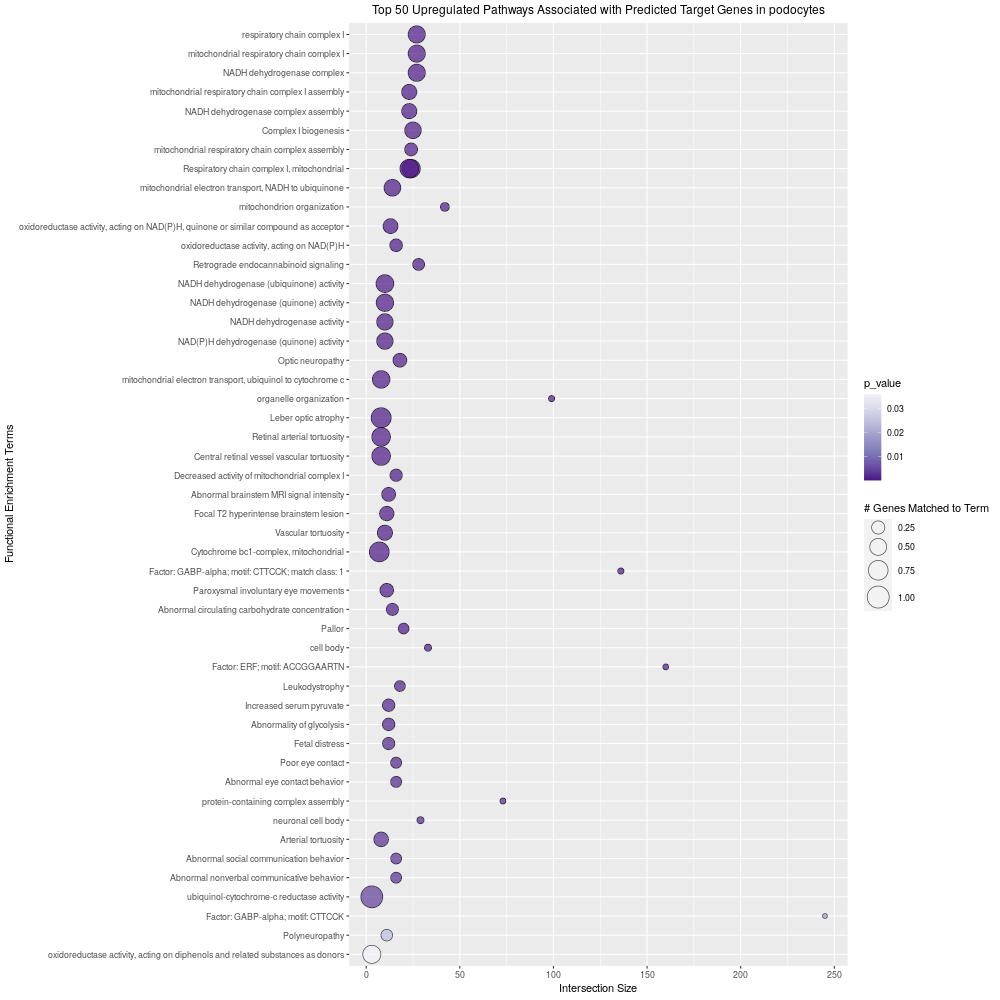 Top 50 Upregulated Pathways Associated with Predicted Target Genes in podocytes
Functional Enrichment Terms
respiratory chain complex I
mitochondrial respiratory chain complex I
NADH dehydrogenase complex
mitochondrial respiratory chain complex I assembly
NADH dehydrogenase complex assembly
Complex I biogenesis
mitochondrial respiratory chain complex assembly
Respiratory chain complex I, mitochondrial
mitochondrial electron transport, NADH to ubiquinone
mitochondrion organization
oxidoreductase activity, acting on NAD(P)H, quinone or similar compound as acceptor
oxidoreductase activity, acting on NAD(P)H
Retrograde endocannabinoid signaling
NADH dehydrogenase (ubiquinone) activity
NADH dehydrogenase (quinone) activity
NADH dehydrogenase activity
NAD(P)H dehydrogenase (quinone) activity
Optic neuropathy
mitochondrial electron transport, ubiquinol to cytochrome c
organelle organization
Leber optic atrophy
Retinal arterial tortuosity
Central retinal vessel vascular tortuosity
Decreased activity of mitochondrial complex I
Abnormal brainstem MRI signal intensity
Focal T2 hyperintense brainstem lesion
Vascular tortuosity
Cytochrome bc1-complex, mitochondrial
Factor: GABP-alpha; motif: CTTCCK; match class: 1
Paroxysmal involuntary eye movements
Abnormal circulating carbohydrate concentration
Pallor
cell body
Factor: ERF; motif: ACCGGAARTN
Leukodystrophy
Increased serum pyruvate
Abnormality of glycolysis
Fetal distress
Poor eye contact
Abnormal eye contact behavior
protein-containing complex assembly
neuronal cell body
Arterial tortuosity
Abnormal social communication behavior
Abnormal nonverbal communicative behavior
ubiquinol-cytochrome-c reductase activity
Factor: GABP-alpha; motif: CTTCCK
Polyneuropathy
oxidoreductase activity, acting on diphenols and related substances as donors
0 50 100 150 200 250
Intersection Size
p_value
0.03
0.02
0.01
# Genes Matched to Term
0.25
0.50
0.75
1.00